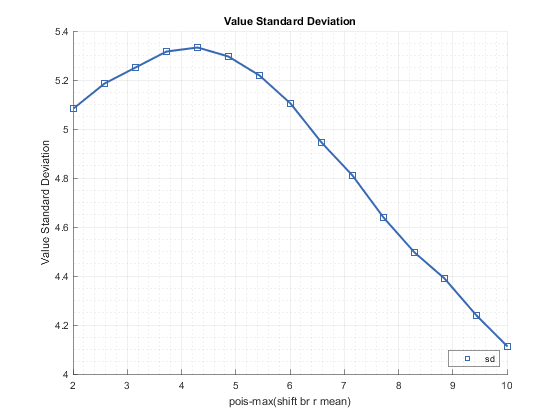 Value Standard Deviation
5.4
5.2
5
4.8
4.6
4.4
4.2
4
Value Standard Deviation
2 3 4 5 6 7 8 9 10
pois-max(shift br r mean)
sd